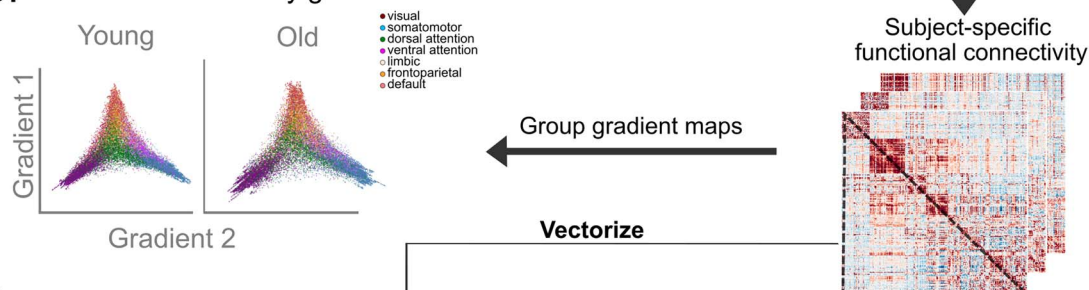 Young
Old
visual
somatomotor
dorsal attention
ventral attention
limbic
frontoparietal
default
Gradient 1
Gradient 2
Group gradient maps
Subject-specific
functional connectivity
Vectorize